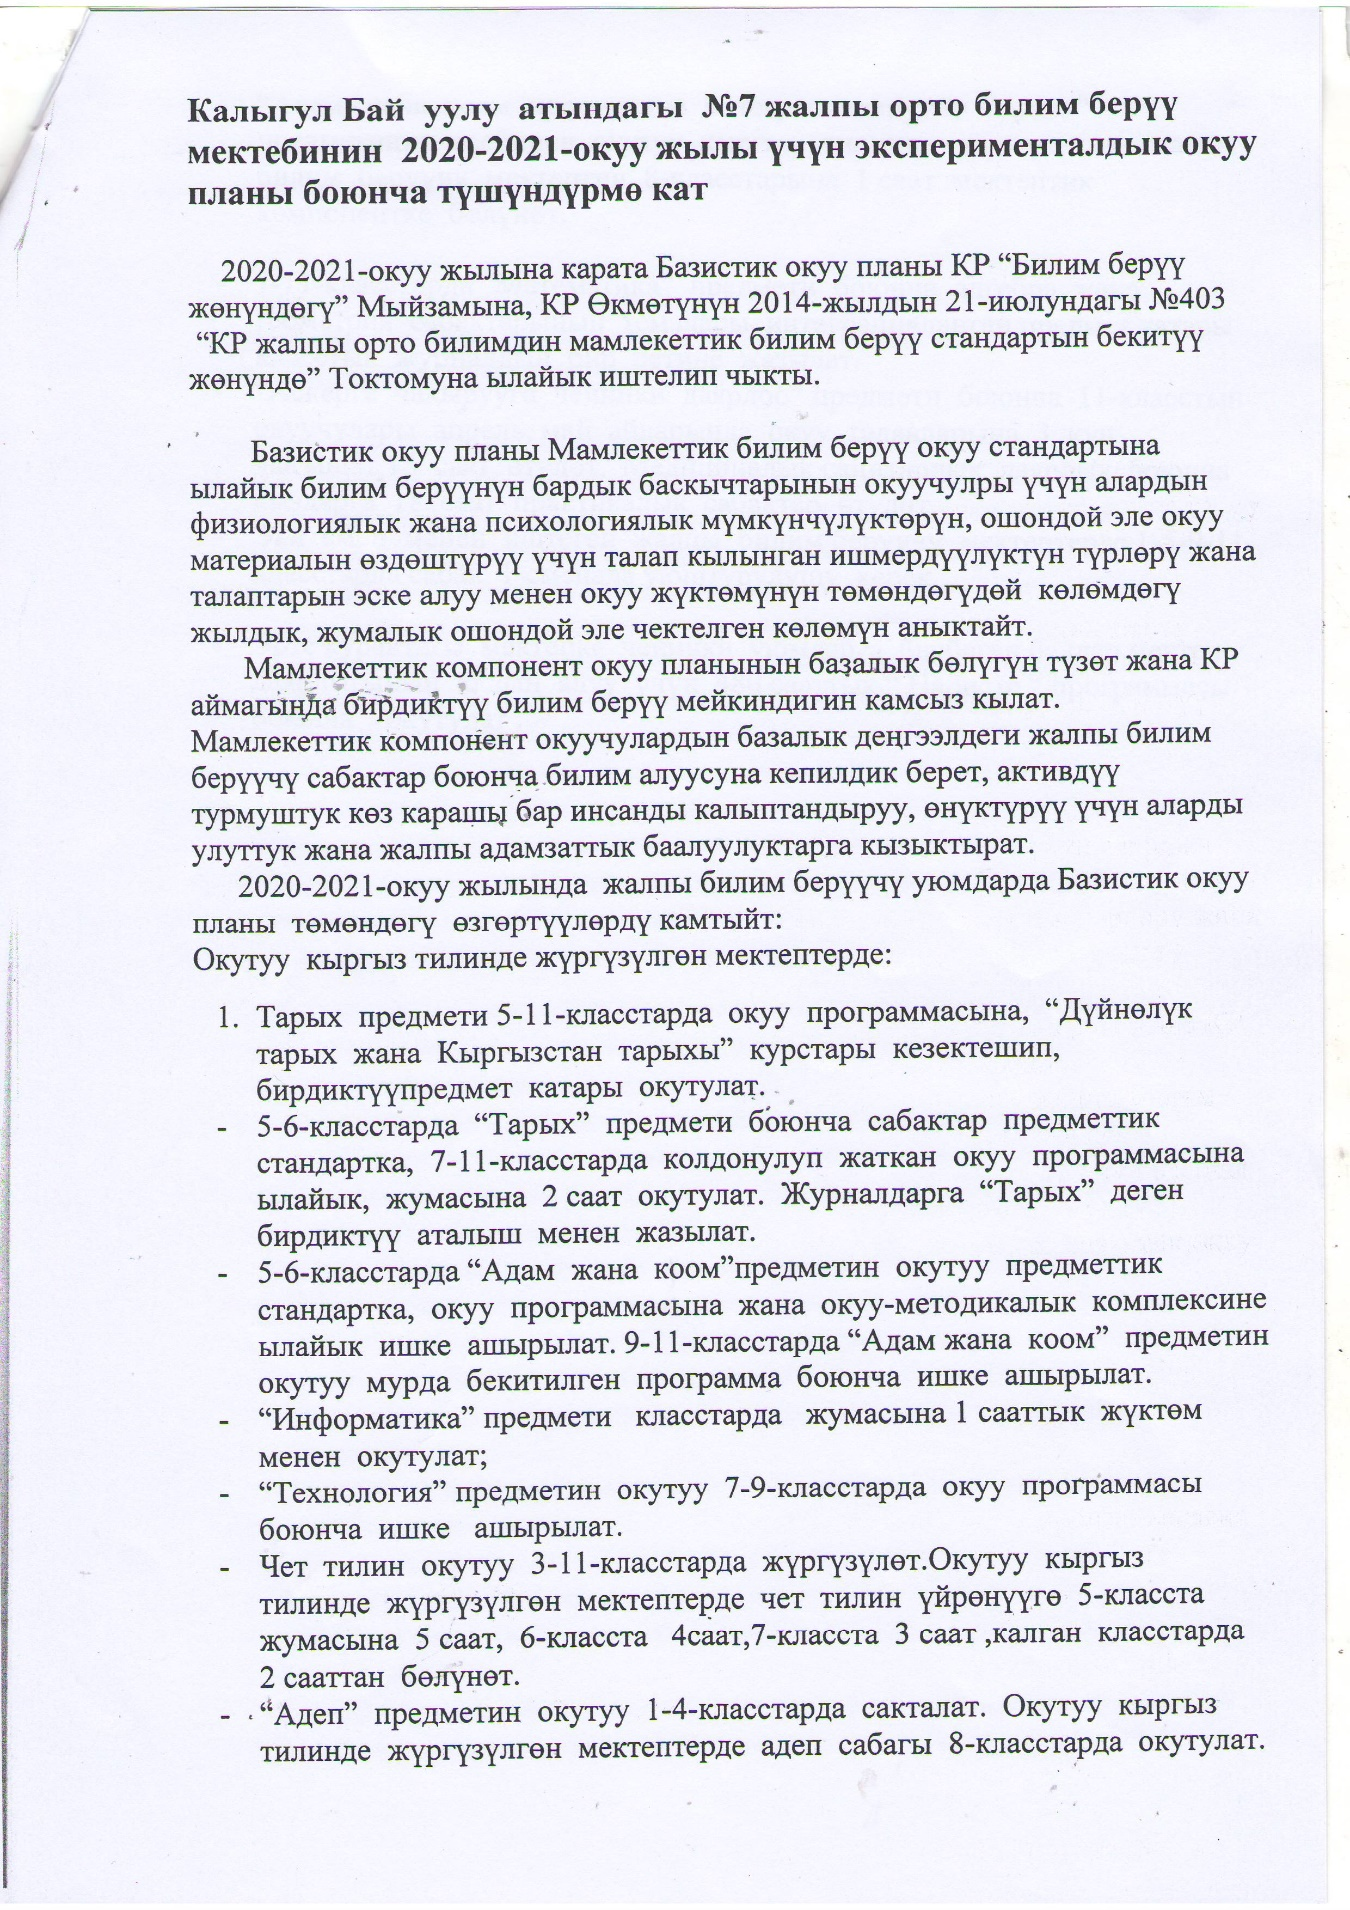 Калыгул Бай уулу атындагы №7 жалпы орто билим берүү
мектебинин 2020-2021-окуу жылы үчүн эксперименталдык окуу
планы боюнча түшүндүрмө кат
2020-2021-окуу жылына карата Базистик окуу планы КР “Билим берүү
жөнүндөгү” Мыйзамына, КР Өкмөтүнүн 2014-жылдын 21-июлундагы №403
“КР жалпы орто билимдин мамлекеттик билим берүү стандартын бекитүү
жөнүндө” Токтомуна ылайык иштелип чыкты.
Базистик окуу планы Мамлекеттик билим берүү окуу стандартына
ылайык билим берүүнүн бардык баскычтарынын окуучулры үчүн алардын
физиологиялык жана психологиялык мүмкүнчүлүктөрүн, ошондой эле окуу
материалын өздөштүрүү үчүн талап кылынган ишмердүүлүктүн түрлөрү жана
талаптарын эске алуу менен окуу жүктөмүнүн төмөндөгүдөй көлөмдөгү
жылдык, жумалык ошондой эле чектелген көлөмүн аныктайт.
Мамлекеттик компонент окуу планынын базалык бөлүгүн түзөт жана КР
аймагында бирдиктүү билим берүү мейкиндигин камсыз кылат.
Мамлекеттик компонент окуучулардын базалык деңгээлдеги жалпы билим
берүүчү сабактар боюнча билим алуусуна кепилдик берет, активдүү
турмуштук көз карашы бар инсанды калыптандыруу, өнүктүрүү үчүн аларды
улуттук жана жалпы адамзаттык баалуулуктарга кызыктырат.
2020-2021-окуу жылында жалпы билим берүүчү уюмдарда Базистик окуу
планы төмөндөгү өзгөртүүлөрдү камтыйт:
Окутуу кыргыз тилинде жүргүзүлгөн мектептерде:
1. Тарых предмети 5-11-класстарда окуу программасына, “Дүйнөлүк
тарых жана Кыргызстан тарыхы” курстары кезектешип,
бирдиктүүпредмет катары окутулат.
- 5-6-класстарда “Тарых” предмети боюнча сабактар предметтик
стандартка, 7-11-класстарда колдонулуп жаткан окуу программасына
ылайык, жумасына 2 саат окутулат. Журналдарга “Тарых” деген
бирдиктүү аталыш менен жазылат.
- 5-6-класстарда “Адам жана коом”предметин окутуу предметтик
стандартка, окуу программасына жана окуу-методикалык комплексине
ылайык ишке ашырылат. 9-11-класстарда “Адам жана коом” предметин
окутуу мурда бекитилген программа боюнча ишке ашырылат.
- “Информатика” предмети класстарда жумасына 1 сааттык жүктөм
менен окутулат;
- “Технология” предметин окутуу 7-9-класстарда окуу программасы
боюнча ишке ашырылат.
- Чет тилин окутуу 3-11-класстарда жүргүзүлөт.Окутуу кыргыз
тилинде жүргүзүлгөн мектептерде чет тилин үйрөнүүгө 5-класста
жумасына 5 саат, 6-класста 4саат,7-класста 3 саат ,калган класстарда
2 сааттан бөлүнөт.
- “Адеп” предметин окутуу 1-4-класстарда сакталат. Окутуу кыргыз
тилинде жүргүзүлгөн мектептерде адеп сабагы 8-класстарда окутулат.